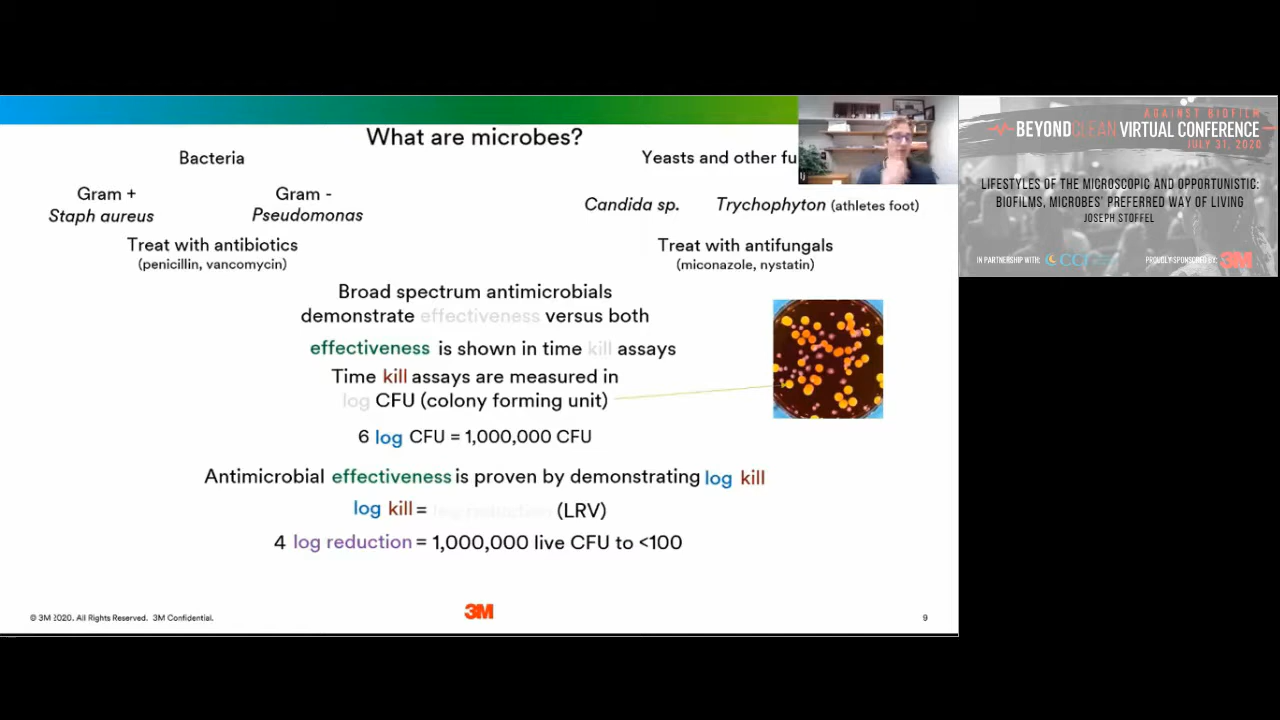 What are microbes?
Bacteria
Yeasts and other fu
Gram +
Staph aureus
Gram -
Pseudomonas
Candida sp.
Trychophyton (athletes foot)
Treat with antibiotics
(penicillin, vancomycin)
Treat with antifungals
(miconazole, nystatin)
Broad spectrum antimicrobials
demonstrate effectiveness versus both
effectiveness is shown in time kill assays
Time kill assays are measured in
log CFU (colony forming unit)
6 log CFU = 1,000,000 CFU
Antimicrobial effectiveness is proven by demonstrating log kill
log kill = log reduction (LRV)
4 log reduction = 1,000,000 live CFU to <100
© 3M 2020. All Rights Reserved. 3M Confidential.
3M
9
AGAINST BIOFILM
BEYONDCLEAN VIRTUAL CONFERENCE
JULY 31, 2020
LIFESTYLES OF THE MICROSCOPIC AND OPPORTUNISTIC:
BIOFILMS, MICROBES' PREFERRED WAY OF LIVING
JOSEPH STOFFEL
IN PARTNERSHIP WITH:
PROUDLY SPONSORED BY: 3M